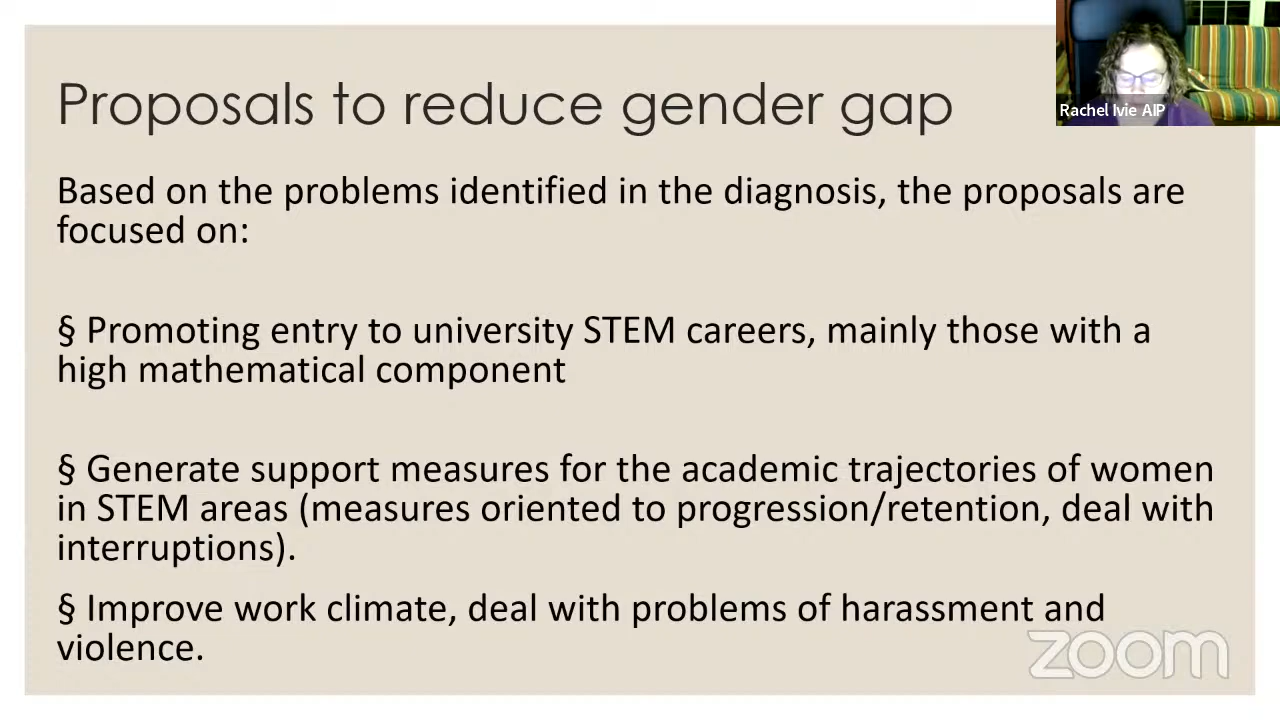 Proposals to reduce gender gap
Rachel Ivie AIP
Based on the problems identified in the diagnosis, the proposals are
focused on:
§ Promoting entry to university STEM careers, mainly those with a
high mathematical component
§ Generate support measures for the academic trajectories of women
in STEM areas (measures oriented to progression/retention, deal with
interruptions).
§ Improve work climate, deal with problems of harassment and
violence.
zoom